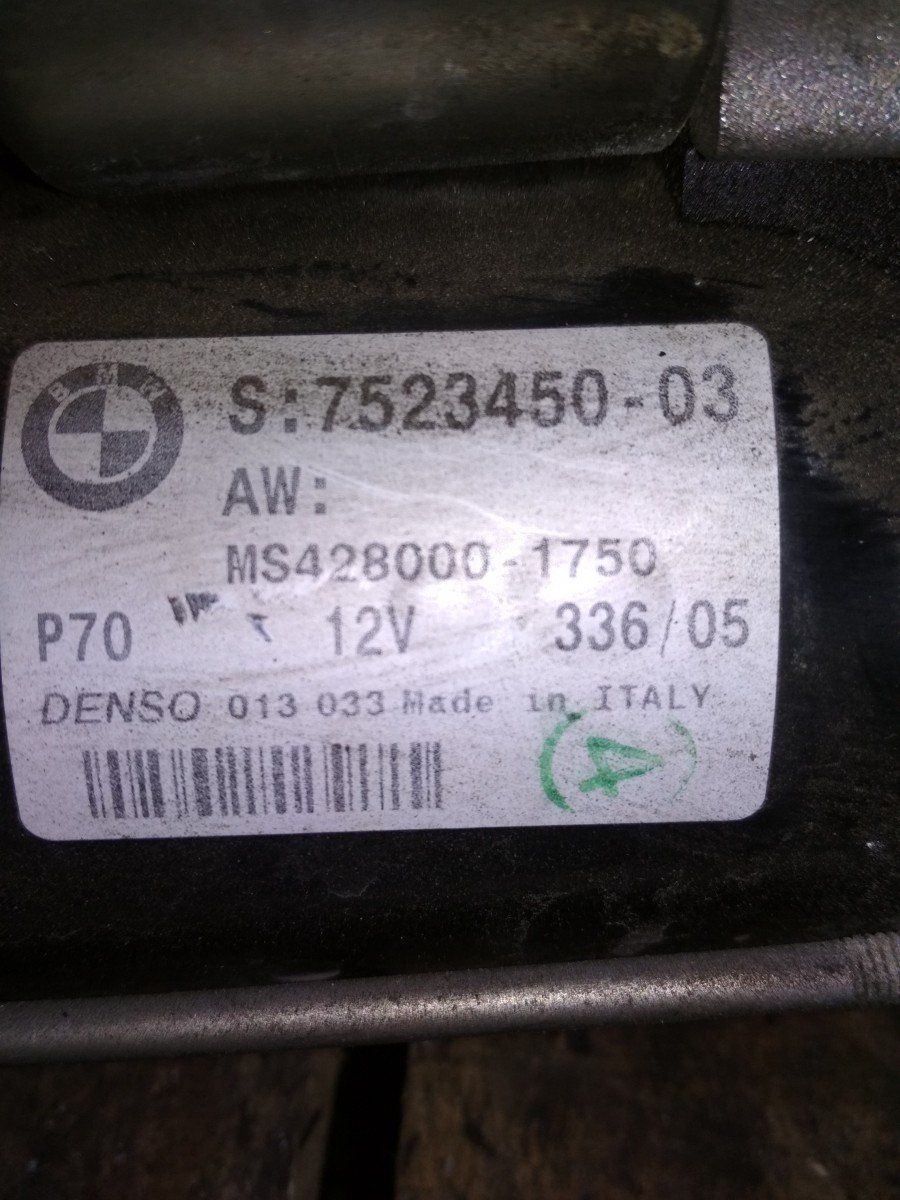 BMW
S:7523450-03
AW:
MS428000-1750
P70 12V 336/05
DENSO 013 033 Made in ITALY
4